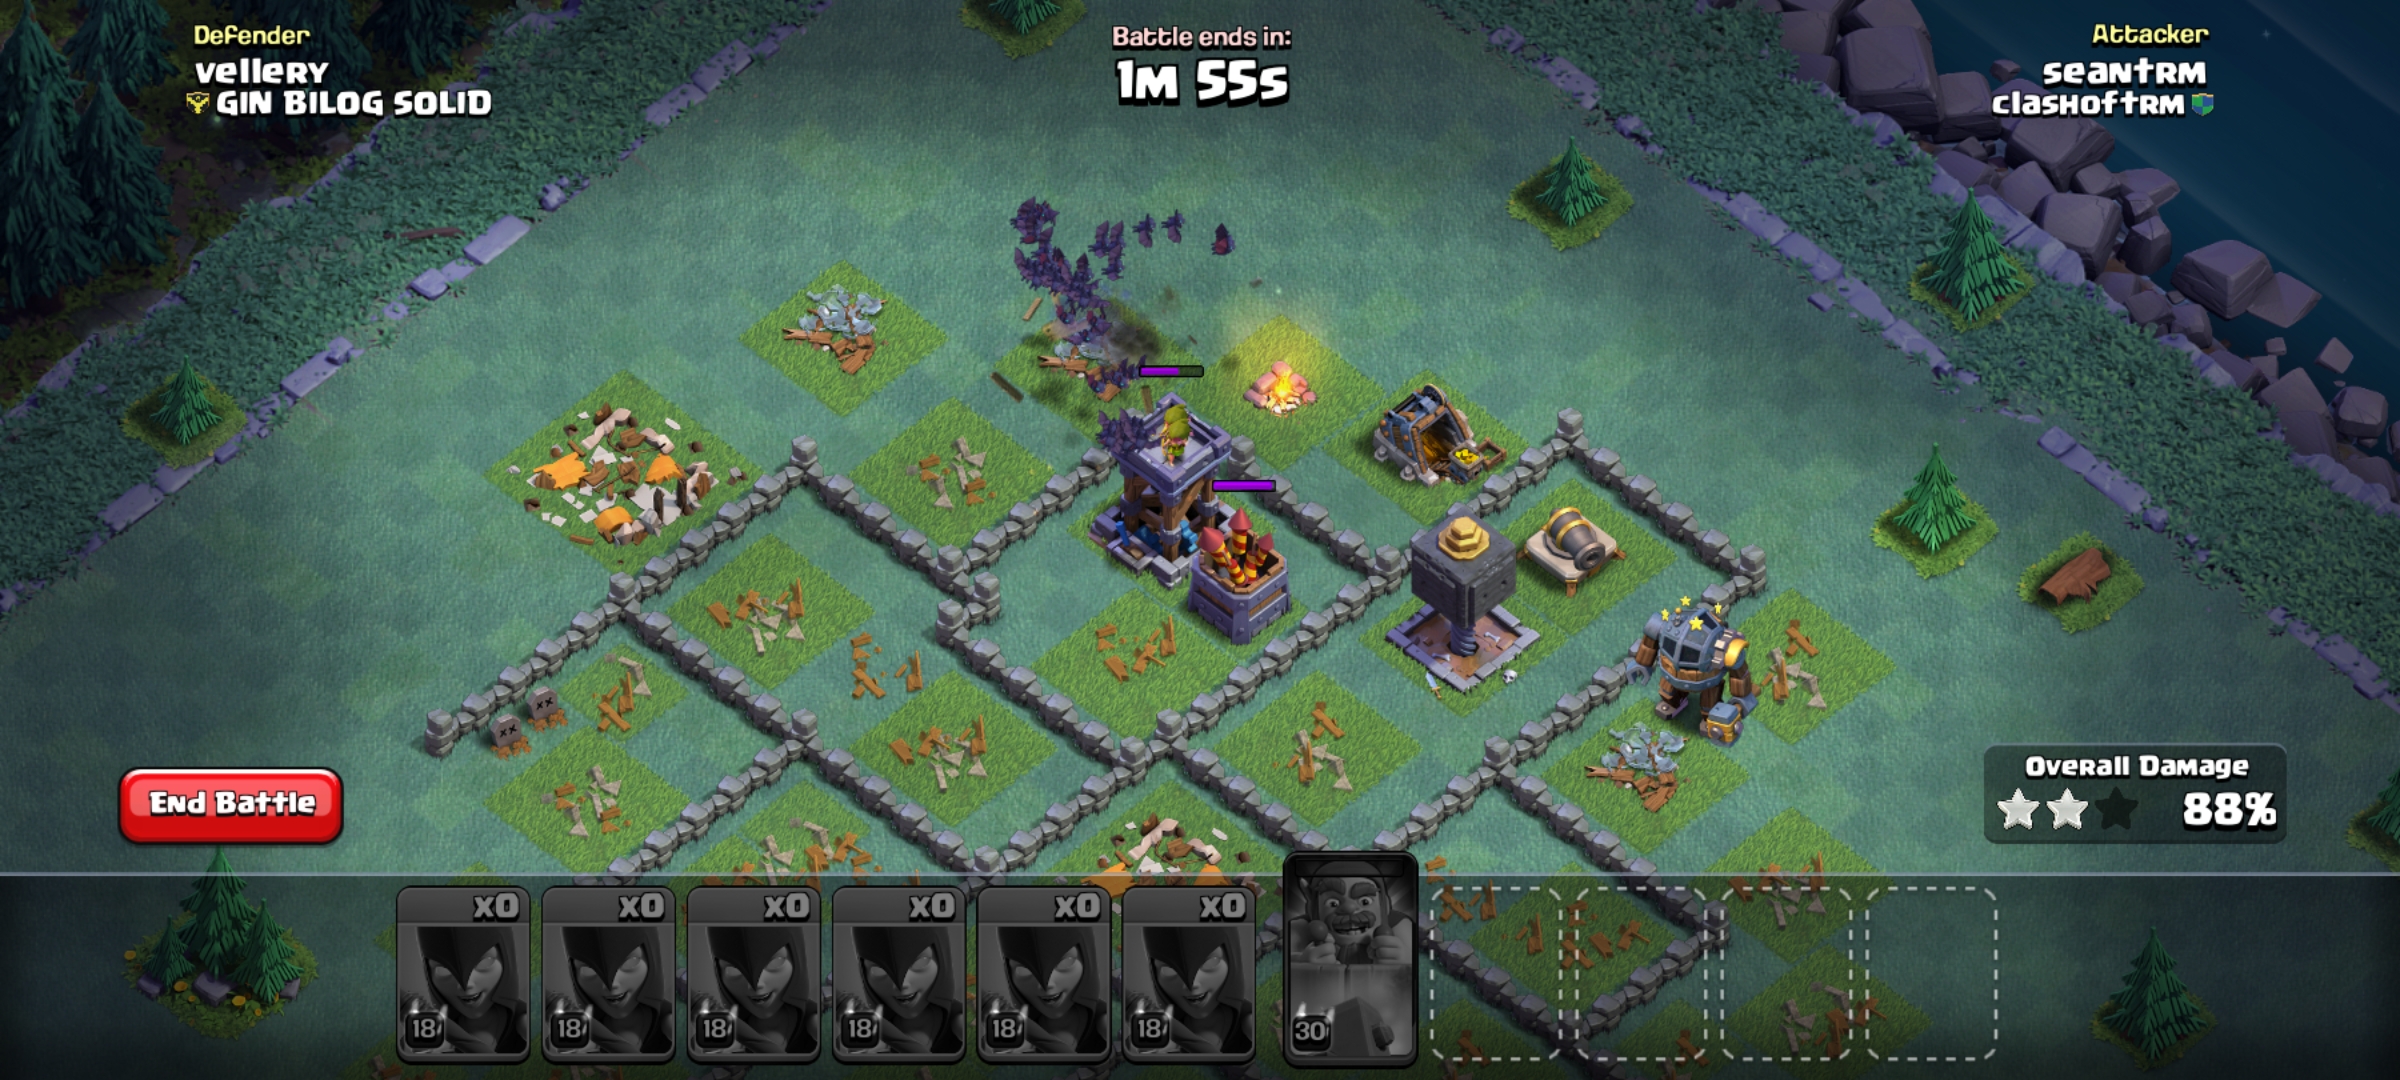 Defender
velleRY
GIN BILOG SOLID
Battle ends in:
1M 55s
Attacker
seantRM
clashoftRM
End Battle
Overall Damage
88%
x0
x0
x0
x0
x0
x0
18
18
18
18
18
18
30